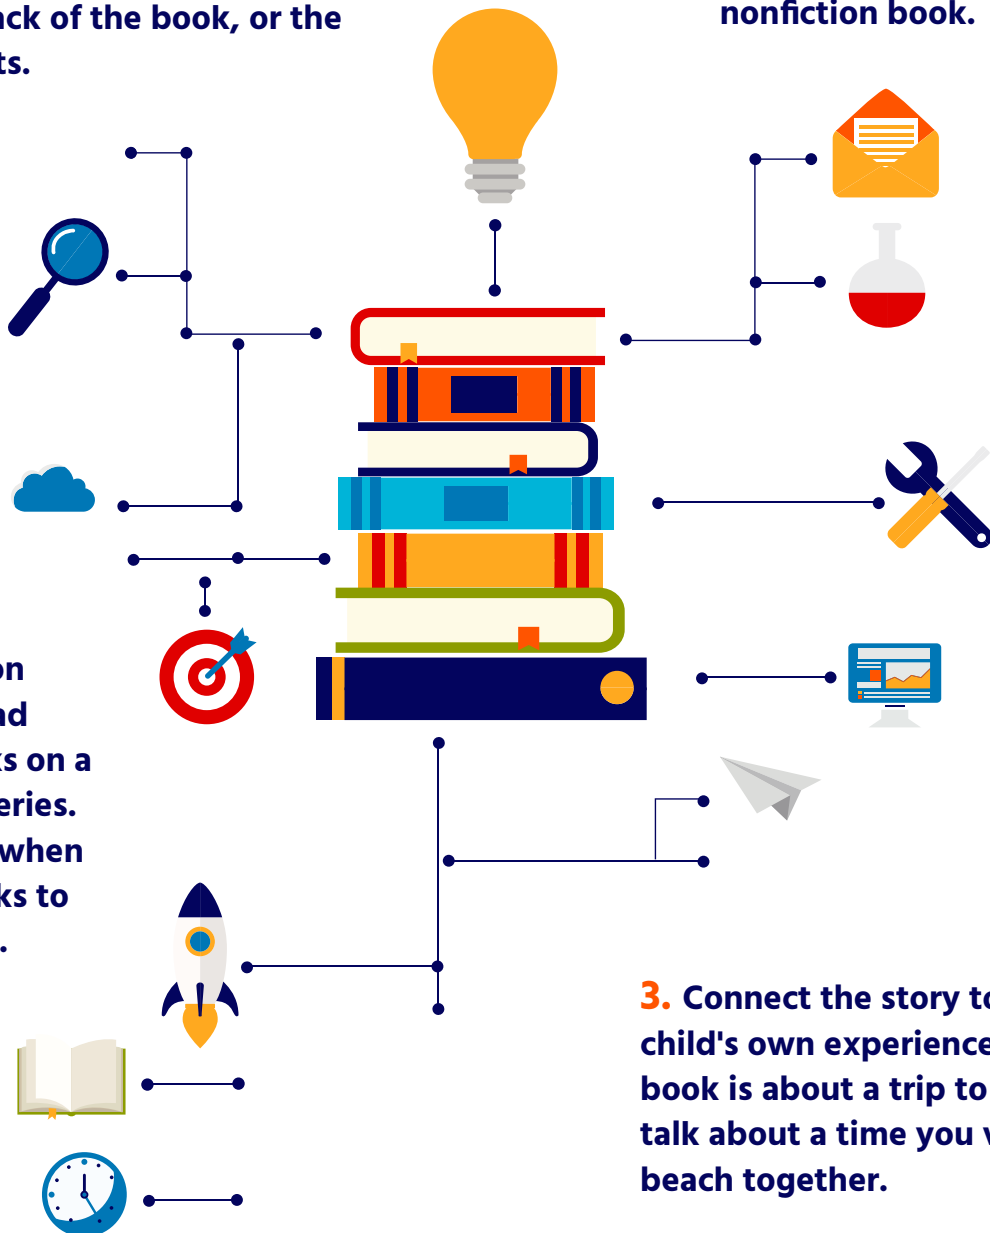 ack of the book, or the
ts.
nonfiction book.
on
nd
ks on a
eries.
when
ks to
.
3. Connect the story to
child's own experience
book is about a trip to
talk about a time you v
beach together.